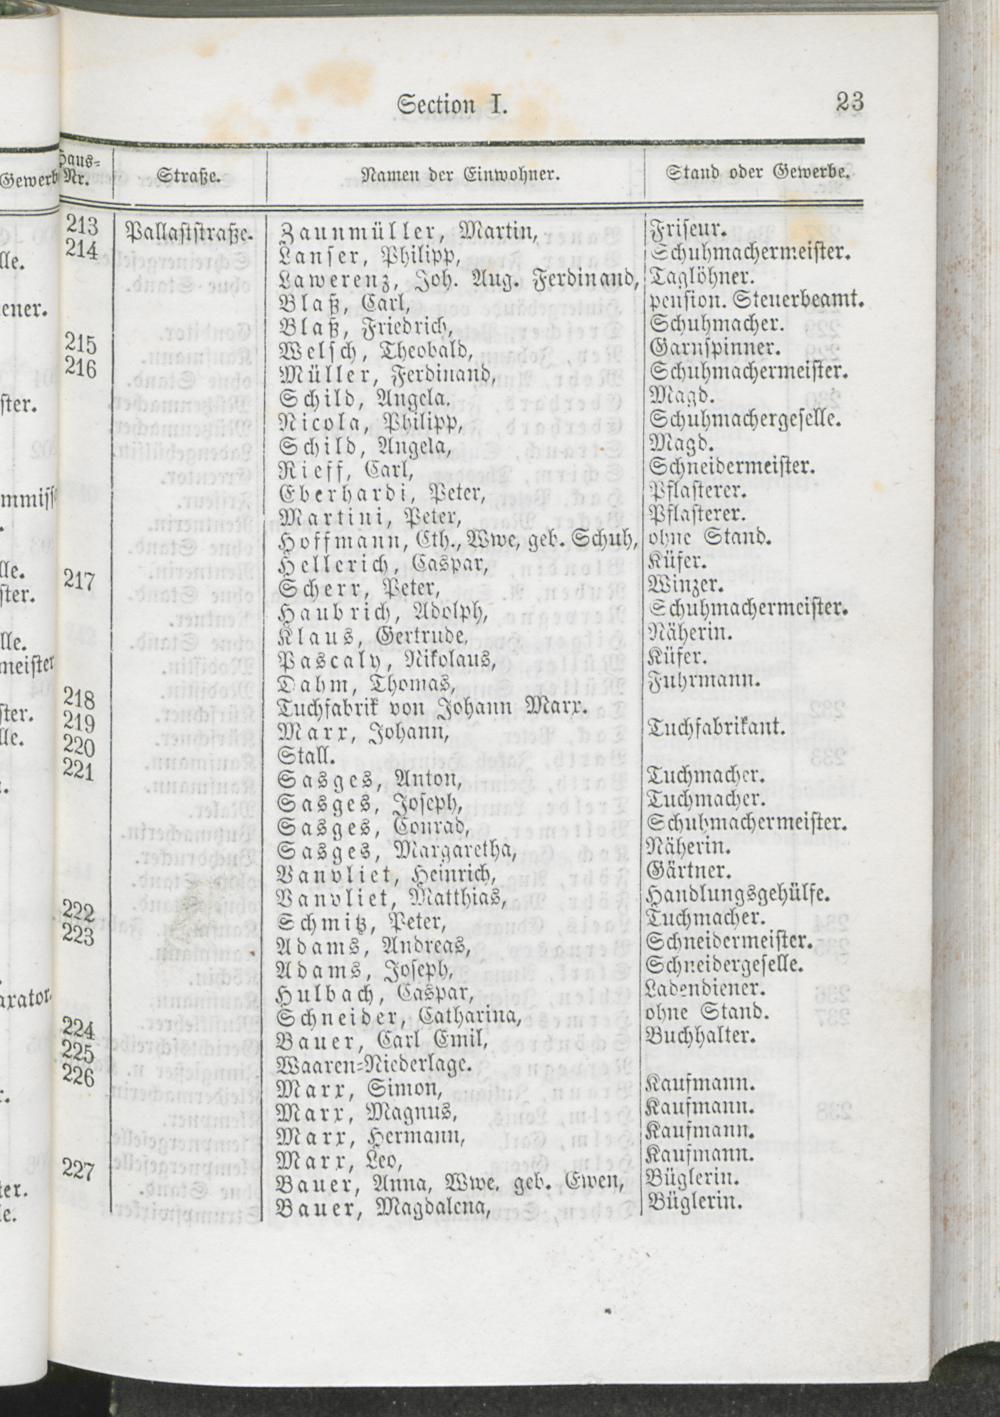 Section I. 23
Haus-Nr. Straße. Namen der Einwohner. Stand oder Gewerbe.
213 Pallaststraße. Zaunmüller, Martin, Friseur.
214 Lanser, Philipp, Schuhmachermeister.
Lawerenz, Joh. Aug. Ferdinand, Taglöhner.
Blaß, Carl, pension. Steuerbeamt.
Blaß, Friedrich, Schuhmacher.
215 Welsch, Theobald, Garnspinner.
216 Müller, Ferdinand, Schuhmachermeister.
Schild, Angela. Magd.
Nicola, Philipp, Schuhmachergeselle.
Schild, Angela, Magd.
Rieff, Carl, Schneidermeister.
Eberhardi, Peter, Pflasterer.
Martini, Peter, Pflasterer.
Hoffmann, Cth., Wwe, geb. Schuh, ohne Stand.
Hellerich, Caspar, Küfer.
217 Scherr, Peter, Winzer.
Haubrich, Adolph, Schuhmachermeister.
Klaus, Gertrude, Näherin.
Pascaly, Nikolaus, Küfer.
Dahm, Thomas, Fuhrmann.
218 Tuchfabrik von Johann Marx.
219 Marx, Johann, Tuchfabrikant.
220 Stall.
221 Sasges, Anton, Tuchmacher.
Sasges, Joseph, Tuchmacher.
Sasges, Conrad, Schuhmachermeister.
Sasges, Margaretha, Näherin.
Vanvliet, Heinrich, Gärtner.
Vanvliet, Matthias, Handlungsgehülfe.
222 Schmitz, Peter, Tuchmacher.
223 Adams, Andreas, Schneidermeister.
Adams, Joseph, Schneidergeselle.
Hulbach, Caspar, Ladendiener.
Schneider, Catharina, ohne Stand.
224 Bauer, Carl Emil, Buchhalter.
225 Waaren-Niederlage.
226 Marx, Simon, Kaufmann.
Marx, Magnus, Kaufmann.
Marx, Hermann, Kaufmann.
Marx, Leo, Kaufmann.
227 Bauer, Anna, Wwe. geb. Ewen, Büglerin.
Bauer, Magdalena, Büglerin.